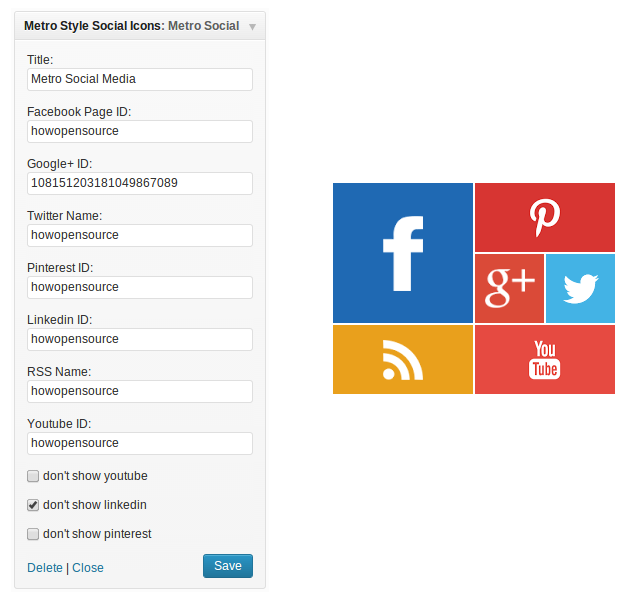 Metro Style Social Icons: Metro Social
Title:
Metro Social Media
Facebook Page ID:
howopensource
Google+ ID:
108151203181049867089
Twitter Name:
howopensource
Pinterest ID:
howopensource
Linkedin ID:
howopensource
RSS Name:
howopensource
Youtube ID:
howopensource
don't show youtube
don't show linkedin
don't show pinterest
Delete | Close
Save
f
P
g+
You
Tube